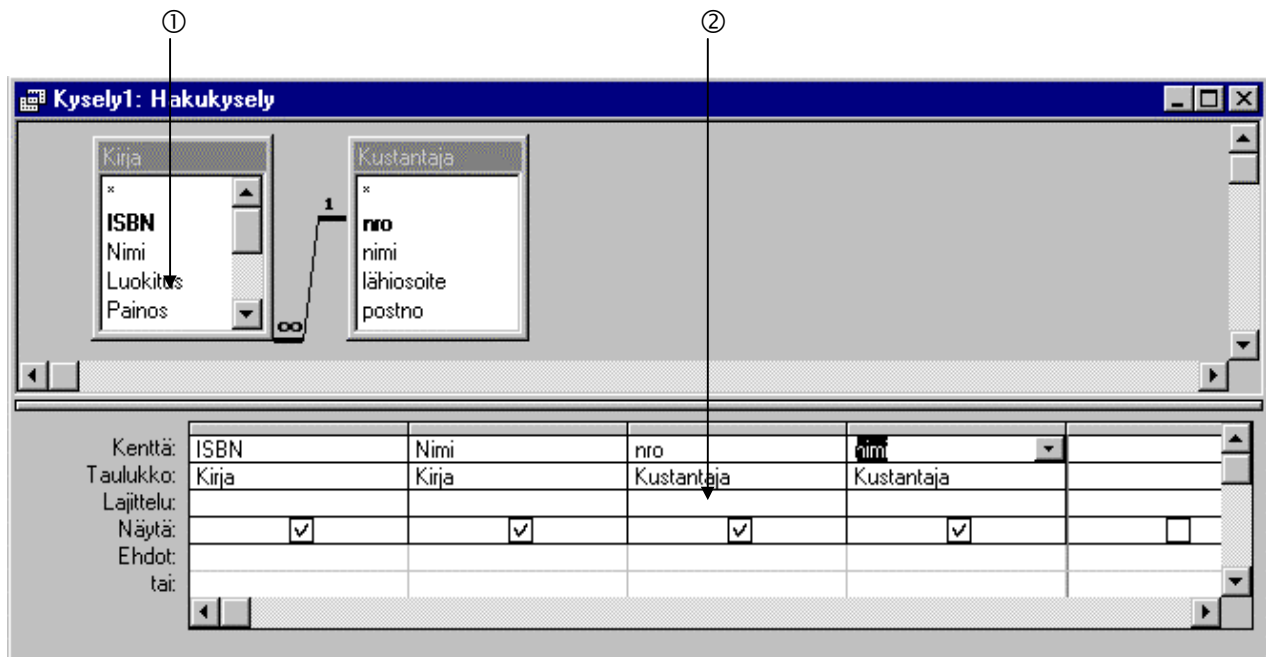 ① ②
Kysely1: Hakukysely
Kirja Kustantaja
* *
ISBN nro
Nimi nimi
Luokitus lähiosoite
Painos postno
1
∞
Kenttä: ISBN Nimi nro nimi
Taulukko: Kirja Kirja Kustantaja Kustantaja
Lajittelu:
Näytä:
Ehdot:
tai: